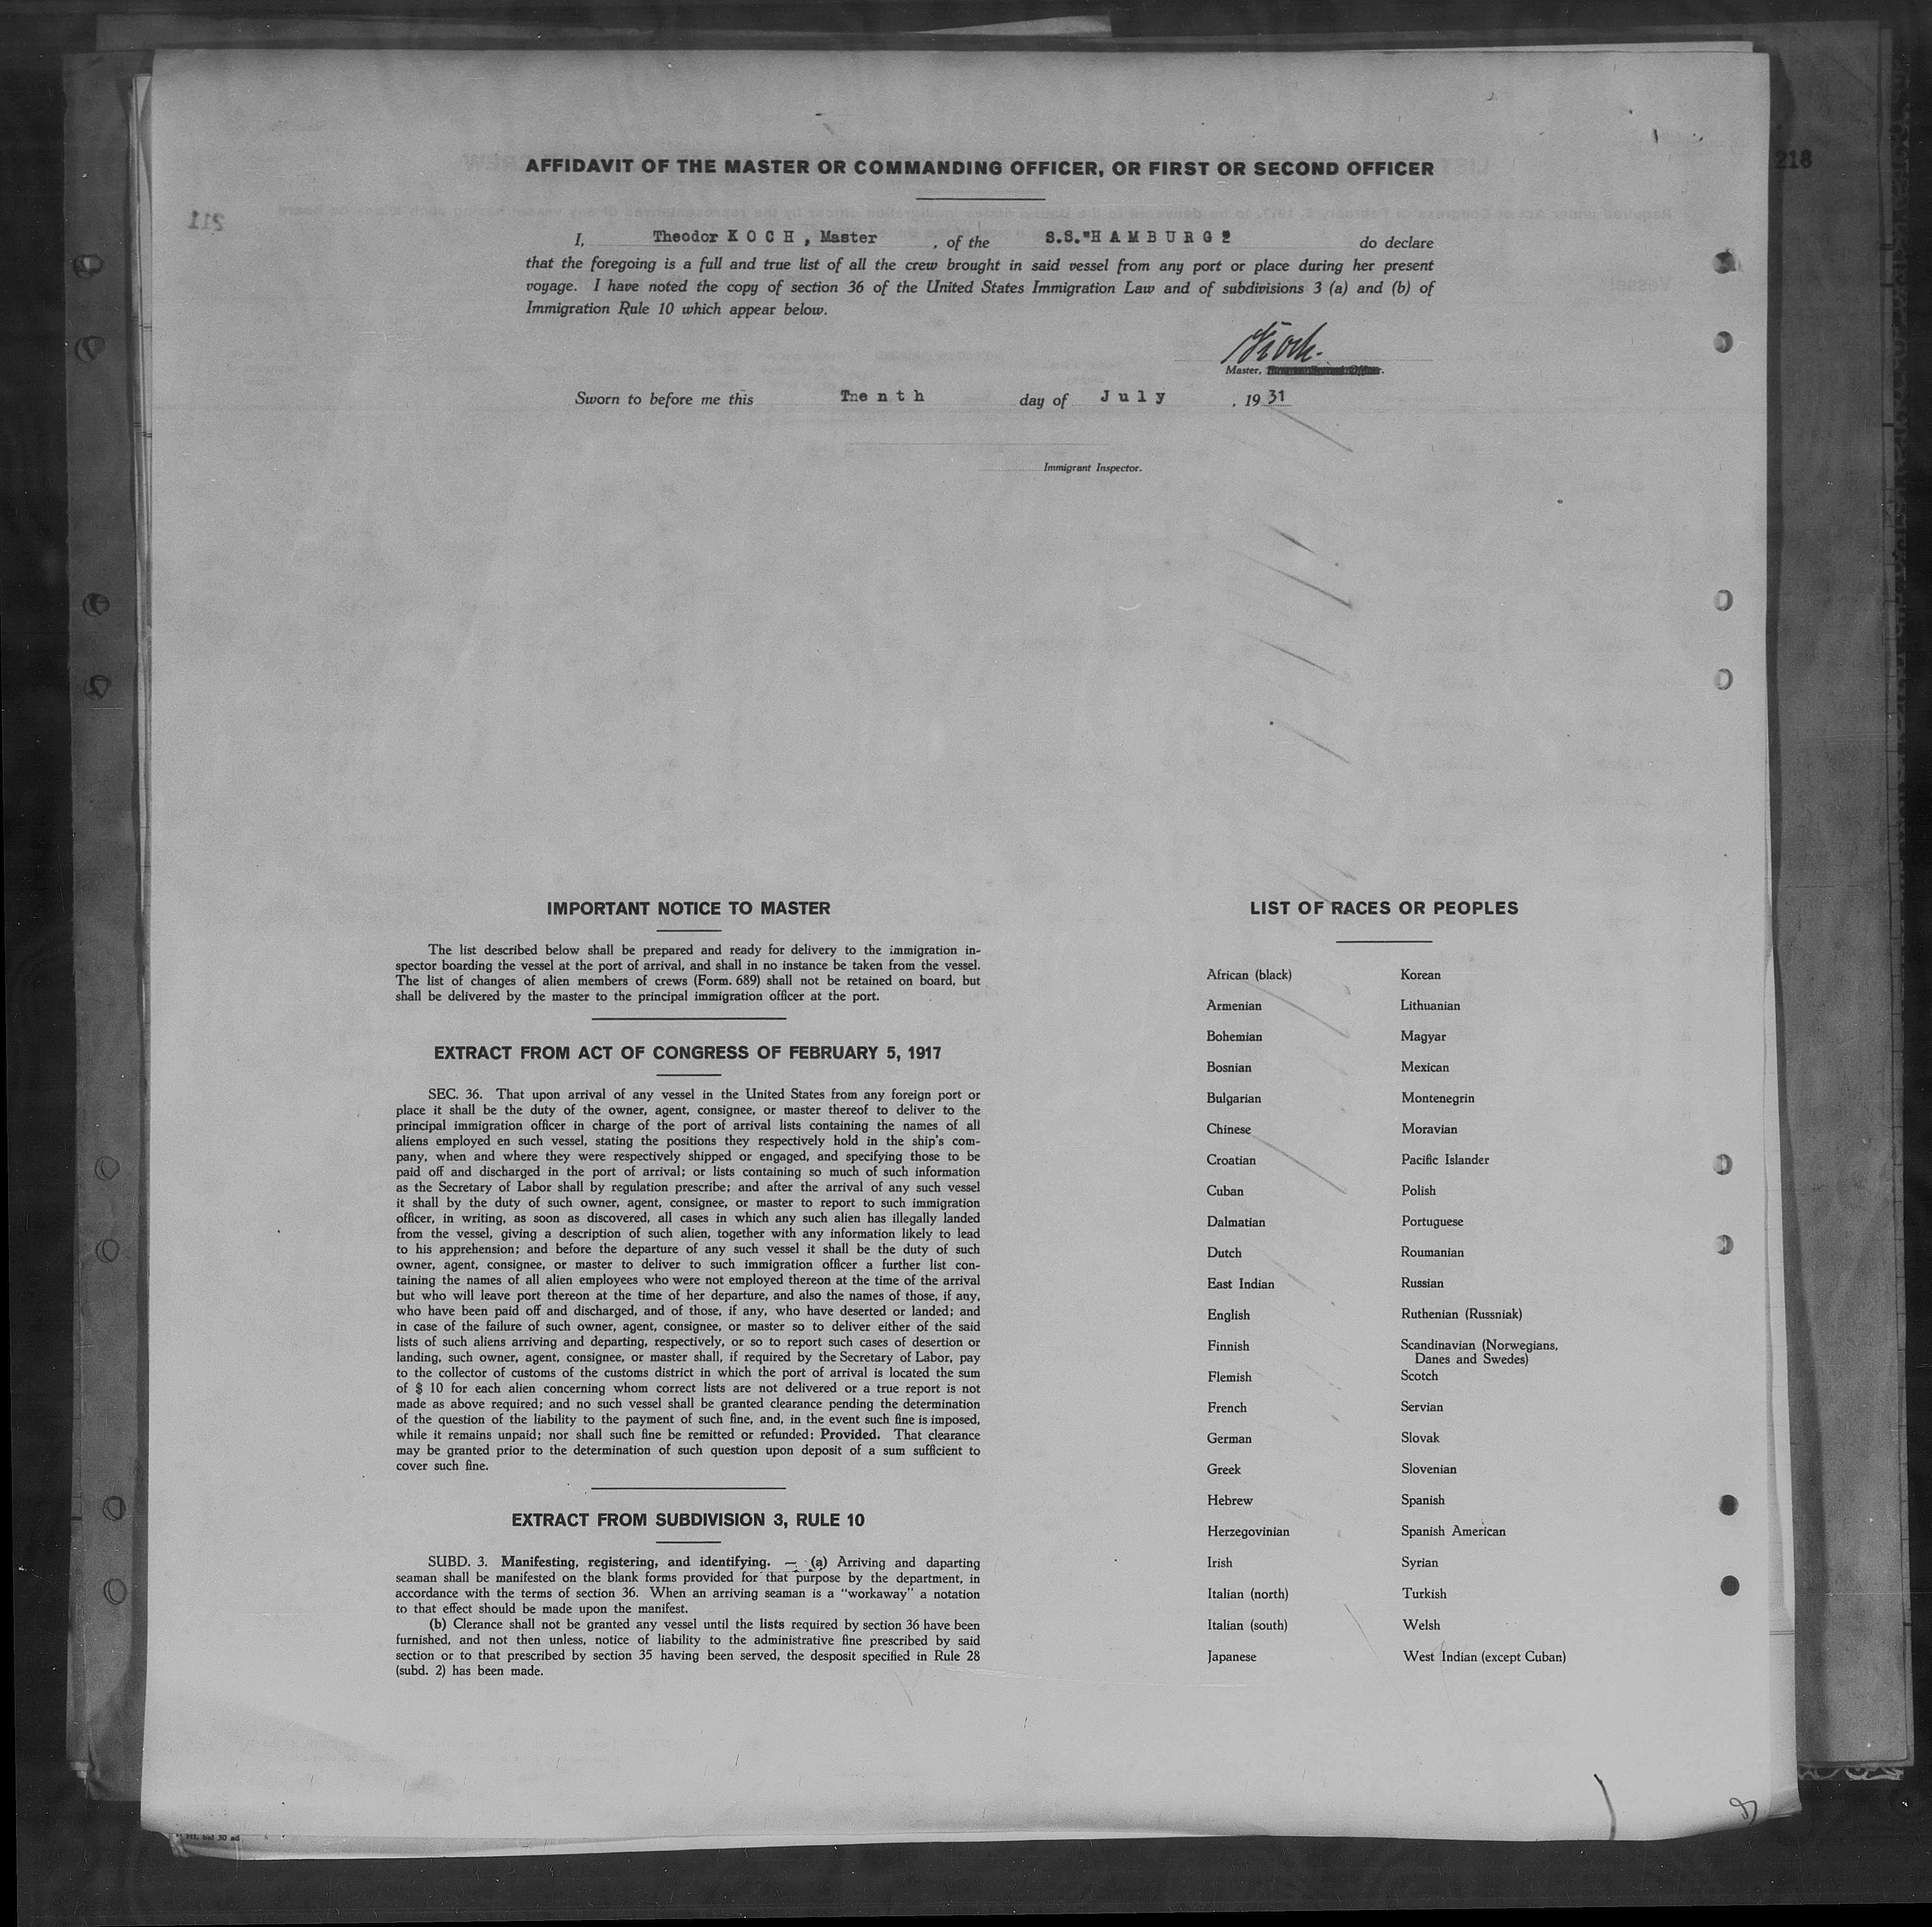 AFFIDAVIT OF THE MASTER OR COMMANDING OFFICER, OR FIRST OR SECOND OFFICER
218
211
I, Theodor K O C H , Master , of the S.S."H A M B U R G" do declare
that the foregoing is a full and true list of all the crew brought in said vessel from any port or place during her present
voyage. I have noted the copy of section 36 of the United States Immigration Law and of subdivisions 3 (a) and (b) of
Immigration Rule 10 which appear below.
Koch.
Master,
Sworn to before me this Tenth day of July , 19 31
Immigrant Inspector.
IMPORTANT NOTICE TO MASTER
The list described below shall be prepared and ready for delivery to the immigration in-
spector boarding the vessel at the port of arrival, and shall in no instance be taken from the vessel.
The list of changes of alien members of crews (Form. 689) shall not be retained on board, but
shall be delivered by the master to the principal immigration officer at the port.
EXTRACT FROM ACT OF CONGRESS OF FEBRUARY 5, 1917
SEC. 36. That upon arrival of any vessel in the United States from any foreign port or
place it shall be the duty of the owner, agent, consignee, or master thereof to deliver to the
principal immigration officer in charge of the port of arrival lists containing the names of all
aliens employed en such vessel, stating the positions they respectively hold in the ship's com-
pany, when and where they were respectively shipped or engaged, and specifying those to be
paid off and discharged in the port of arrival; or lists containing so much of such information
as the Secretary of Labor shall by regulation prescribe; and after the arrival of any such vessel
it shall by the duty of such owner, agent, consignee, or master to report to such immigration
officer, in writing, as soon as discovered, all cases in which any such alien has illegally landed
from the vessel, giving a description of such alien, together with any information likely to lead
to his apprehension; and before the departure of any such vessel it shall be the duty of such
owner, agent, consignee, or master to deliver to such immigration officer a further list con-
taining the names of all alien employees who were not employed thereon at the time of the arrival
but who will leave port thereon at the time of her departure, and also the names of those, if any,
who have been paid off and discharged, and of those, if any, who have deserted or landed; and
in case of the failure of such owner, agent, consignee, or master so to deliver either of the said
lists of such aliens arriving and departing, respectively, or so to report such cases of desertion or
landing, such owner, agent, consignee, or master shall, if required by the Secretary of Labor, pay
to the collector of customs of the customs district in which the port of arrival is located the sum
of $ 10 for each alien concerning whom correct lists are not delivered or a true report is not
made as above required; and no such vessel shall be granted clearance pending the determination
of the question of the liability to the payment of such fine, and, in the event such fine is imposed,
while it remains unpaid; nor shall such fine be remitted or refunded: Provided. That clearance
may be granted prior to the determination of such question upon deposit of a sum sufficient to
cover such fine.
EXTRACT FROM SUBDIVISION 3, RULE 10
SUBD. 3. Manifesting, registering, and identifying. — (a) Arriving and daparting
seaman shall be manifested on the blank forms provided for that purpose by the department, in
accordance with the terms of section 36. When an arriving seaman is a "workaway" a notation
to that effect should be made upon the manifest.
(b) Clerance shall not be granted any vessel until the lists required by section 36 have been
furnished, and not then unless, notice of liability to the administrative fine prescribed by said
section or to that prescribed by section 35 having been served, the desposit specified in Rule 28
(subd. 2) has been made.
LIST OF RACES OR PEOPLES
African (black)
Armenian
Bohemian
Bosnian
Bulgarian
Chinese
Croatian
Cuban
Dalmatian
Dutch
East Indian
English
Finnish
Flemish
French
German
Greek
Hebrew
Herzegovinian
Irish
Italian (north)
Italian (south)
Japanese
Korean
Lithuanian
Magyar
Mexican
Montenegrin
Moravian
Pacific Islander
Polish
Portuguese
Roumanian
Russian
Ruthenian (Russniak)
Scandinavian (Norwegians,
Danes and Swedes)
Scotch
Servian
Slovak
Slovenian
Spanish
Spanish American
Syrian
Turkish
Welsh
West Indian (except Cuban)